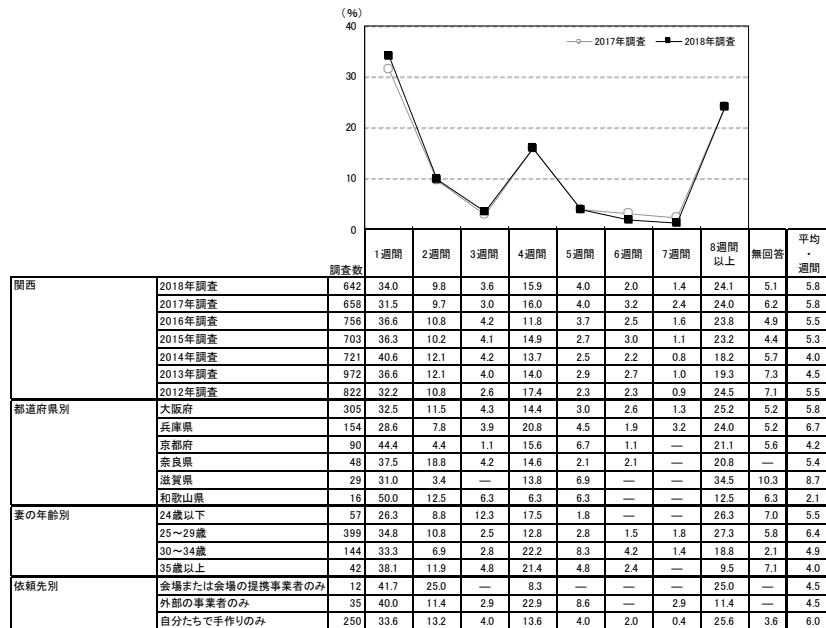 （％）
40
30
20
10
0
2017年調査 2018年調査
調査数 1週間 2週間 3週間 4週間 5週間 6週間 7週間 8週間以上 無回答 平均・週間
関西 2018年調査 642 34.0 9.8 3.6 15.9 4.0 2.0 1.4 24.1 5.1 5.8
2017年調査 658 31.5 9.7 3.0 16.0 4.0 3.2 2.4 24.0 6.2 5.8
2016年調査 756 36.6 10.8 4.2 11.8 3.7 2.5 1.6 23.8 4.9 5.5
2015年調査 703 36.3 10.2 4.1 14.9 2.7 3.0 1.1 23.2 4.4 5.3
2014年調査 721 40.6 12.1 4.2 13.7 2.5 2.2 0.8 18.2 5.7 4.0
2013年調査 972 36.6 12.1 4.0 14.0 2.9 2.7 1.0 19.3 7.3 4.5
2012年調査 822 32.2 10.8 2.6 17.4 2.3 2.3 0.9 24.5 7.1 5.5
都道府県別 大阪府 305 32.5 11.5 4.3 14.4 3.0 2.6 1.3 25.2 5.2 5.8
兵庫県 154 28.6 7.8 3.9 20.8 4.5 1.9 3.2 24.0 5.2 6.7
京都府 90 44.4 4.4 1.1 15.6 6.7 1.1 ― 21.1 5.6 4.2
奈良県 48 37.5 18.8 4.2 14.6 2.1 2.1 ― 20.8 ― 5.4
滋賀県 29 31.0 3.4 ― 13.8 6.9 ― ― 34.5 10.3 8.7
和歌山県 16 50.0 12.5 6.3 6.3 6.3 ― ― 12.5 6.3 2.1
妻の年齢別 24歳以下 57 26.3 8.8 12.3 17.5 1.8 ― ― 26.3 7.0 5.5
25～29歳 399 34.8 10.8 2.5 12.8 2.8 1.5 1.8 27.3 5.8 6.4
30～34歳 144 33.3 6.9 2.8 22.2 8.3 4.2 1.4 18.8 2.1 4.9
35歳以上 42 38.1 11.9 4.8 21.4 4.8 2.4 ― 9.5 7.1 4.0
依頼先別 会場または会場の提携事業者のみ 12 41.7 25.0 ― 8.3 ― ― ― 25.0 ― 4.5
外部の事業者のみ 35 40.0 11.4 2.9 22.9 8.6 ― 2.9 11.4 ― 4.5
自分たちで手作りのみ 250 33.6 13.2 4.0 13.6 4.0 2.0 0.4 25.6 3.6 6.0